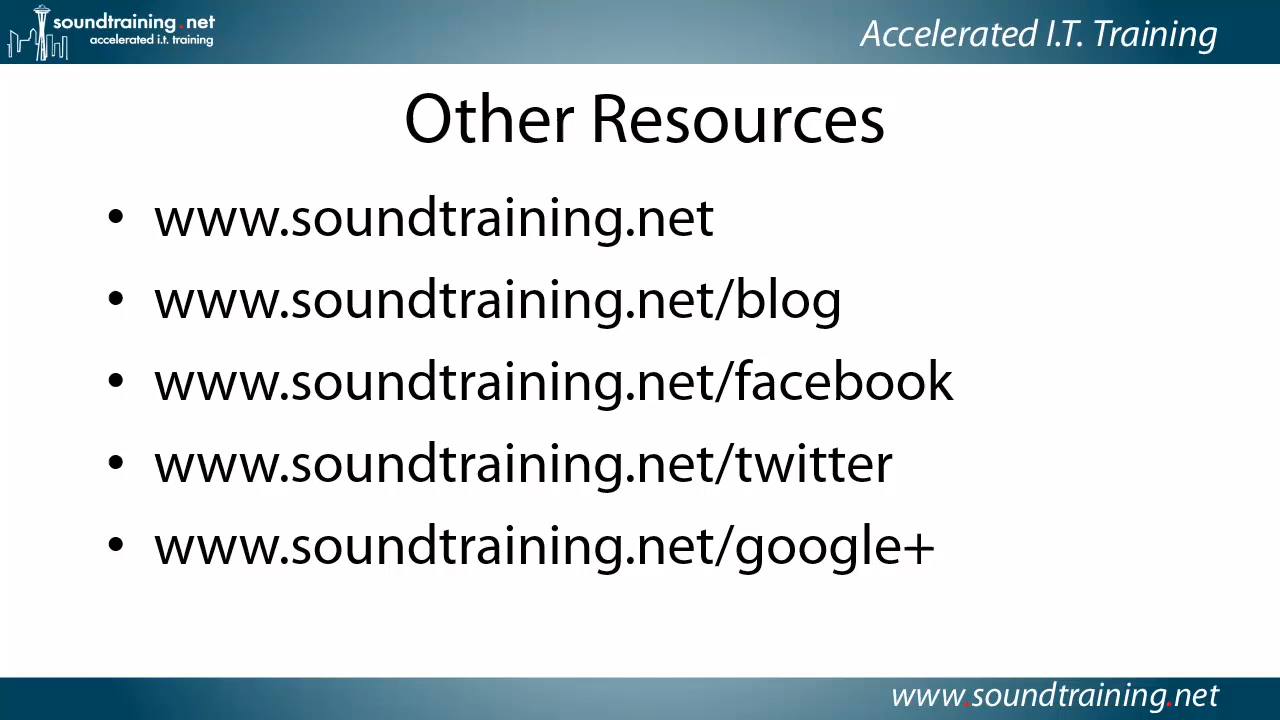 soundtraining.net
accelerated i.t. training
Accelerated I.T. Training
Other Resources
• www.soundtraining.net
• www.soundtraining.net/blog
• www.soundtraining.net/facebook
• www.soundtraining.net/twitter
• www.soundtraining.net/google+
www.soundtraining.net